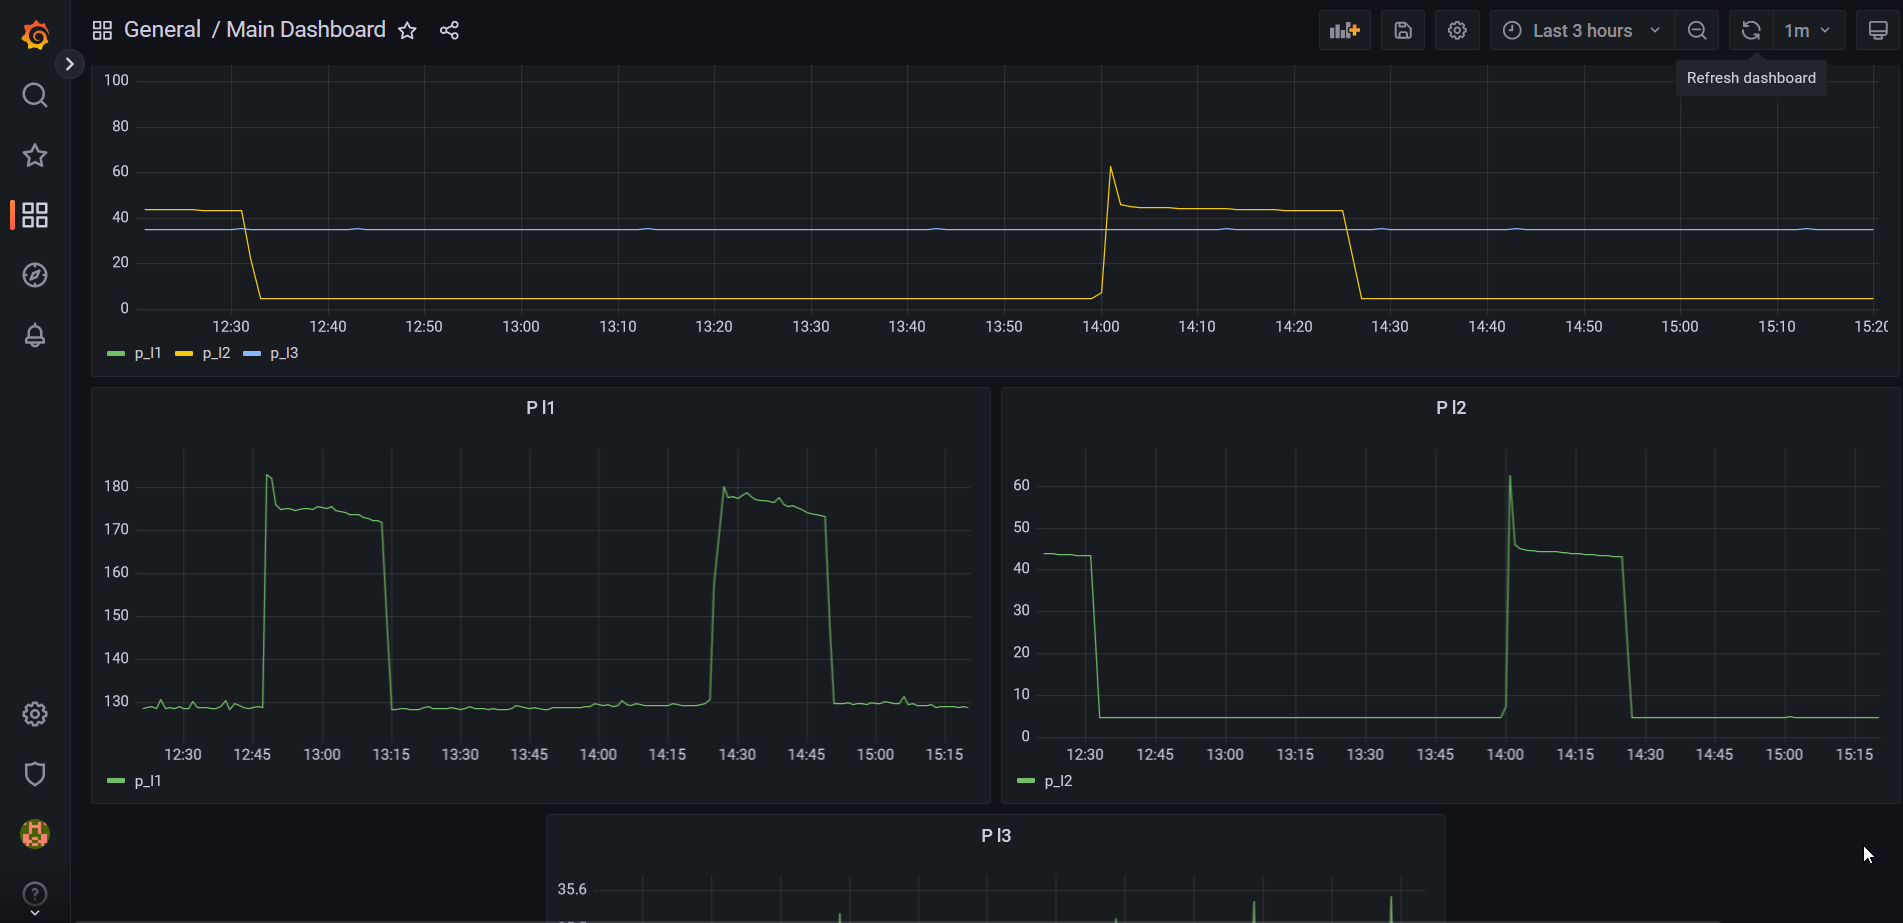 General / Main Dashboard
Last 3 hours
1m
Refresh dashboard
100
80
60
40
20
0
12:30 12:40 12:50 13:00 13:10 13:20 13:30 13:40 13:50 14:00 14:10 14:20 14:30 14:40 14:50 15:00 15:10 15:20
p_l1 p_l2 p_l3
P l1
180
170
160
150
140
130
12:30 12:45 13:00 13:15 13:30 13:45 14:00 14:15 14:30 14:45 15:00 15:15
p_l1
P l2
60
50
40
30
20
10
0
12:30 12:45 13:00 13:15 13:30 13:45 14:00 14:15 14:30 14:45 15:00 15:15
p_l2
P l3
35.6